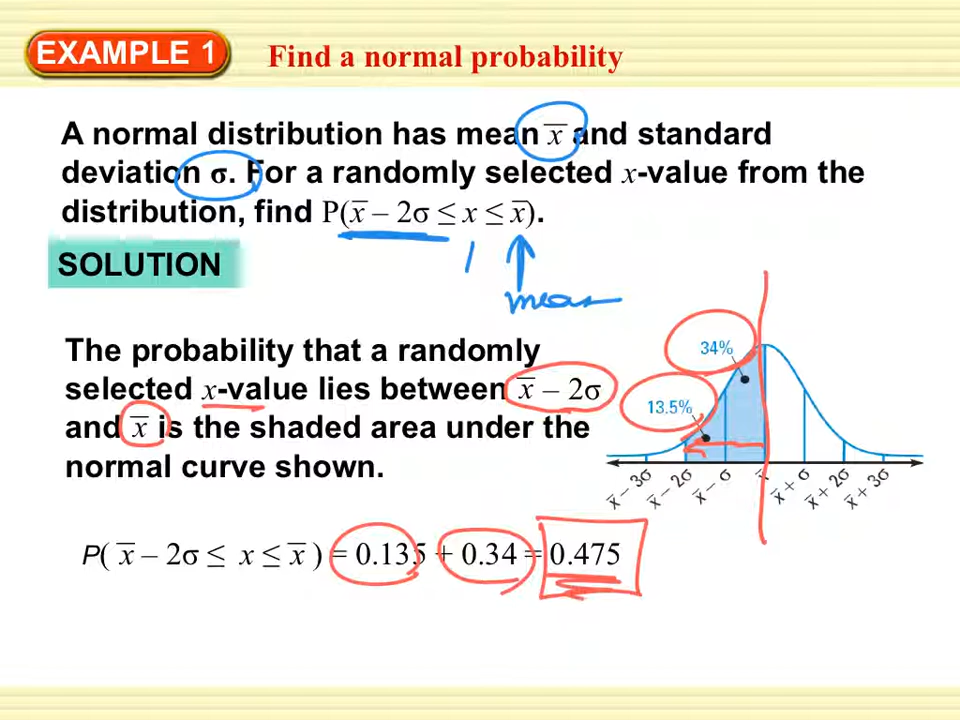 EXAMPLE 1 Find a normal probability
A normal distribution has mean x̅ and standard
deviation σ. For a randomly selected x-value from the
distribution, find P(x̅ – 2σ ≤ x ≤ x̅).
SOLUTION
mean
The probability that a randomly
selected x-value lies between x̅ – 2σ
and x̅ is the shaded area under the
normal curve shown.
34%
13.5%
x̅ – 3σ x̅ – 2σ x̅ – σ x̅ x̅ + σ x̅ + 2σ x̅ + 3σ
P( x̅ – 2σ ≤ x ≤ x̅ ) = 0.135 + 0.34 = 0.475